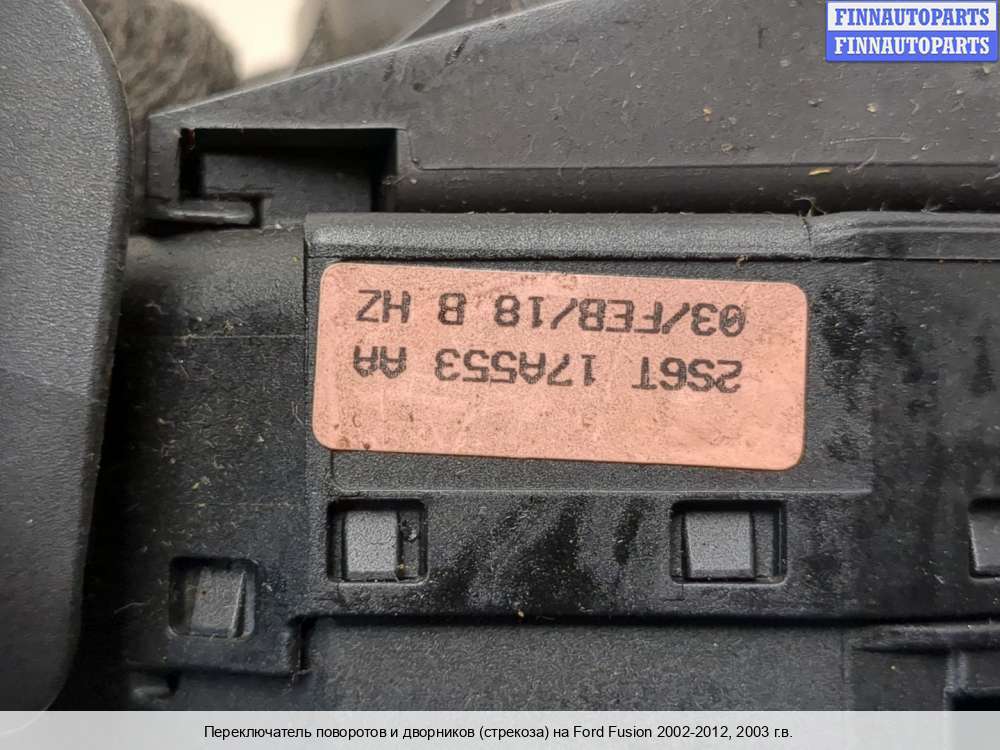 FINNAUTOPARTS
FINNAUTOPARTS
2S6T 17A553 AA
03/FEB/18 B HZ
Переключатель поворотов и дворников (стрекоза) на Ford Fusion 2002-2012, 2003 г.в.